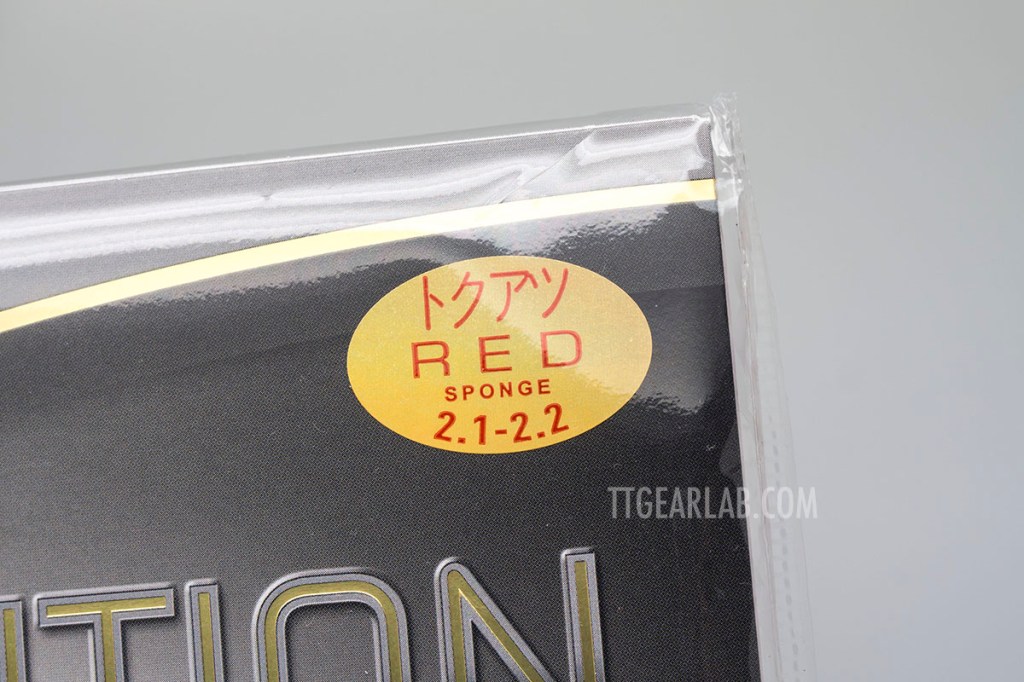 トクアツ
RED
SPONGE
2.1-2.2
TTGEARLAB.COM
TION